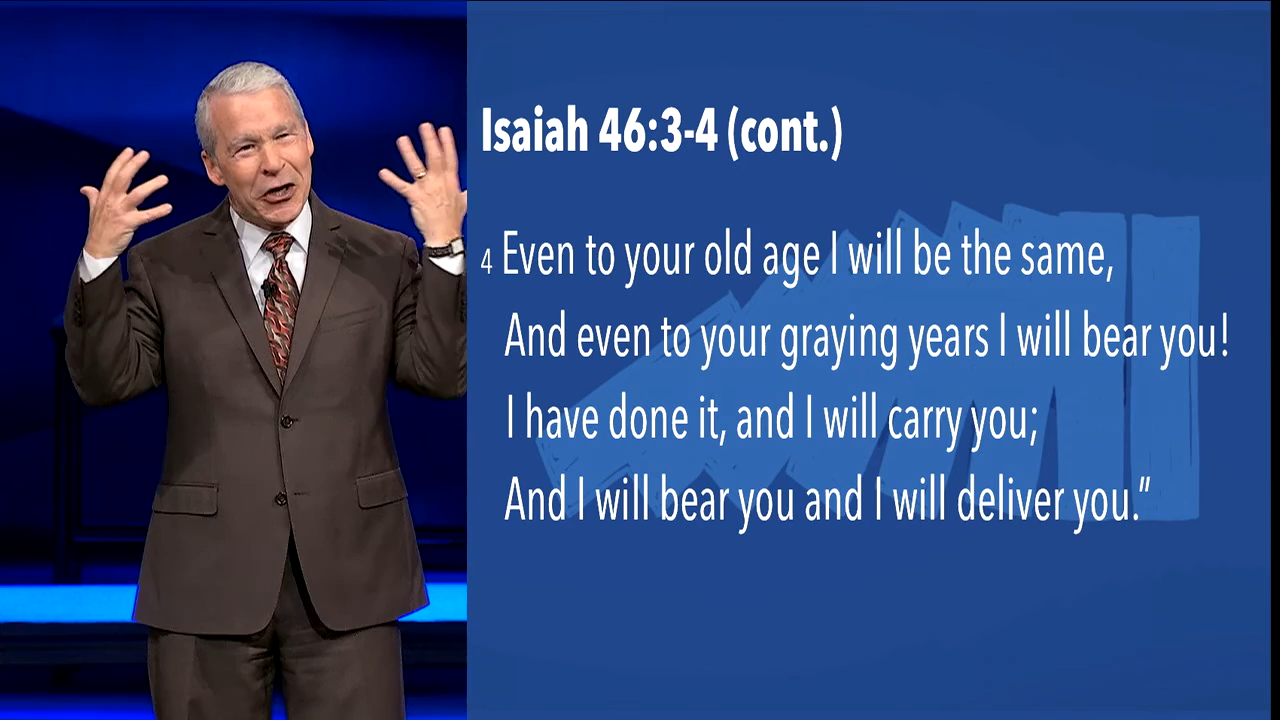 Isaiah 46:3-4 (cont.)
4 Even to your old age I will be the same,
And even to your graying years I will bear you!
I have done it, and I will carry you;
And I will bear you and I will deliver you.”